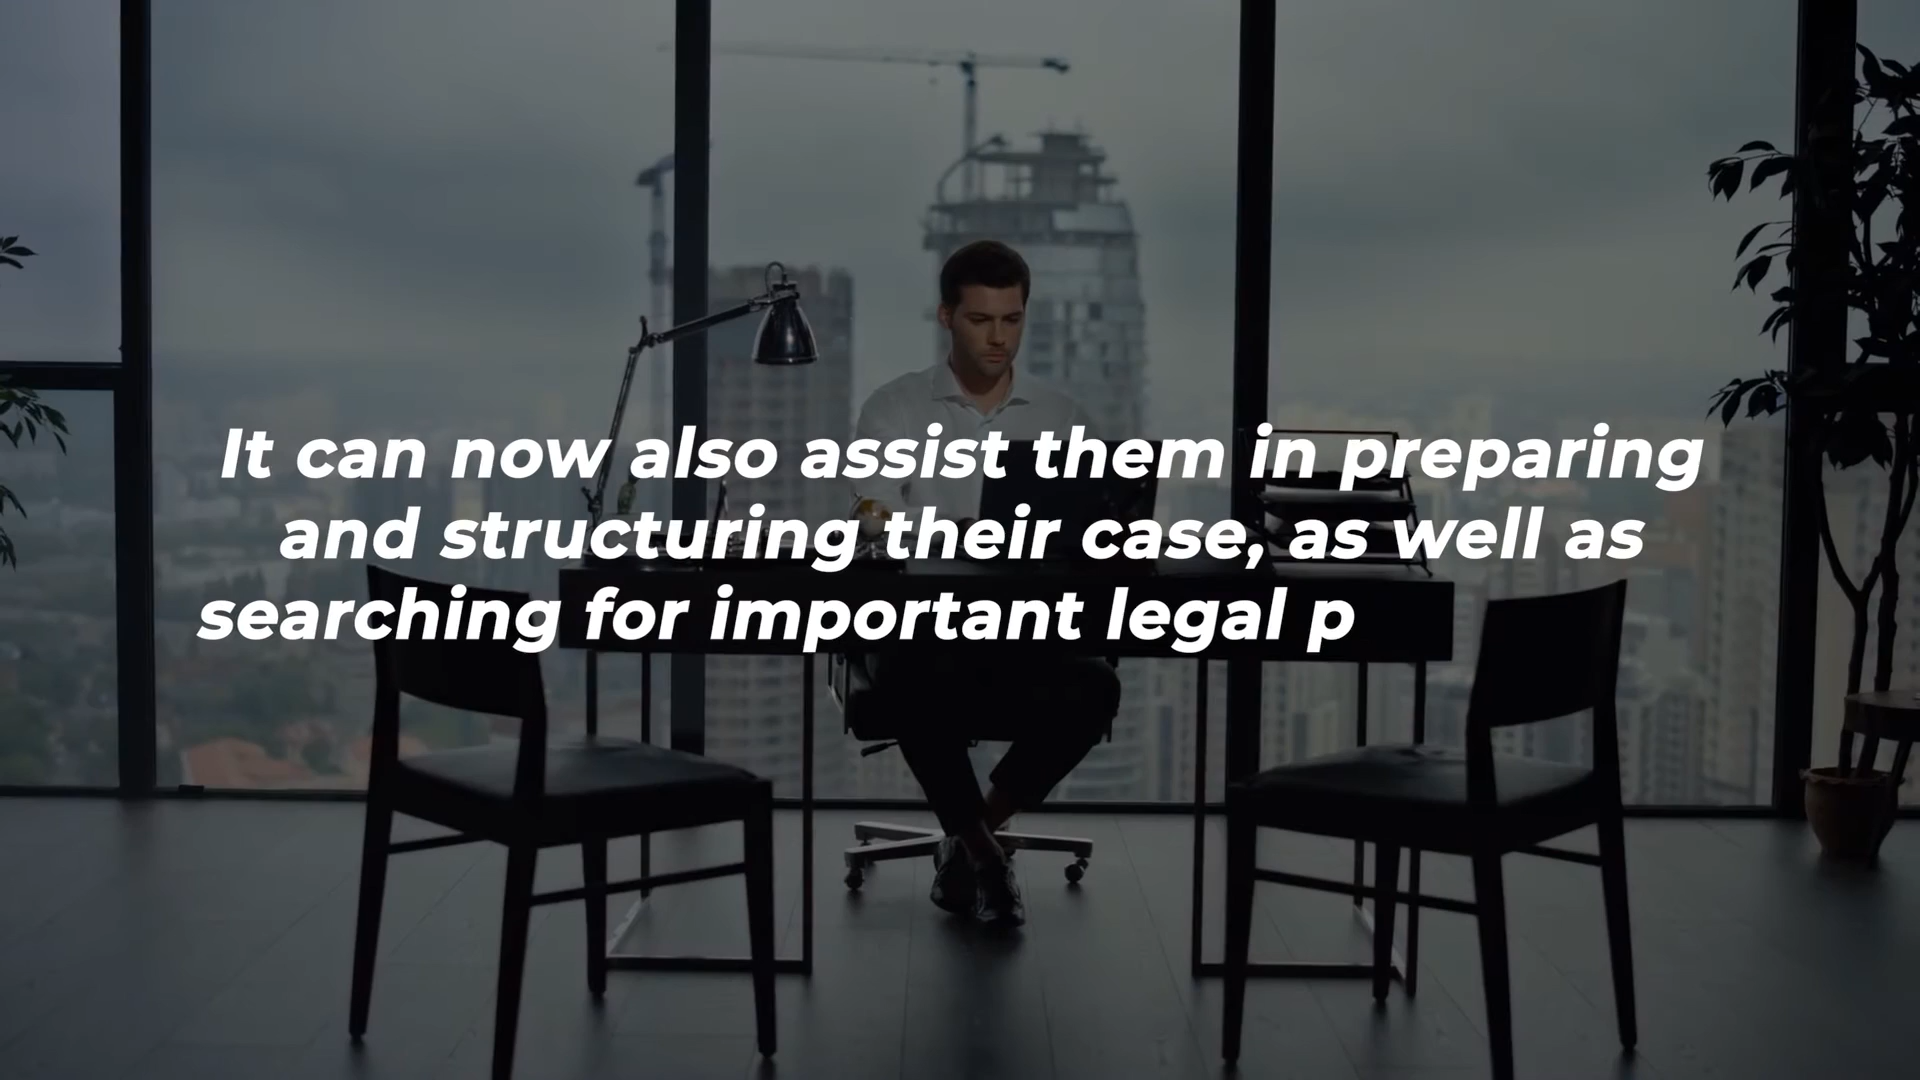 It can now also assist them in preparing
and structuring their case, as well as
searching for important legal p